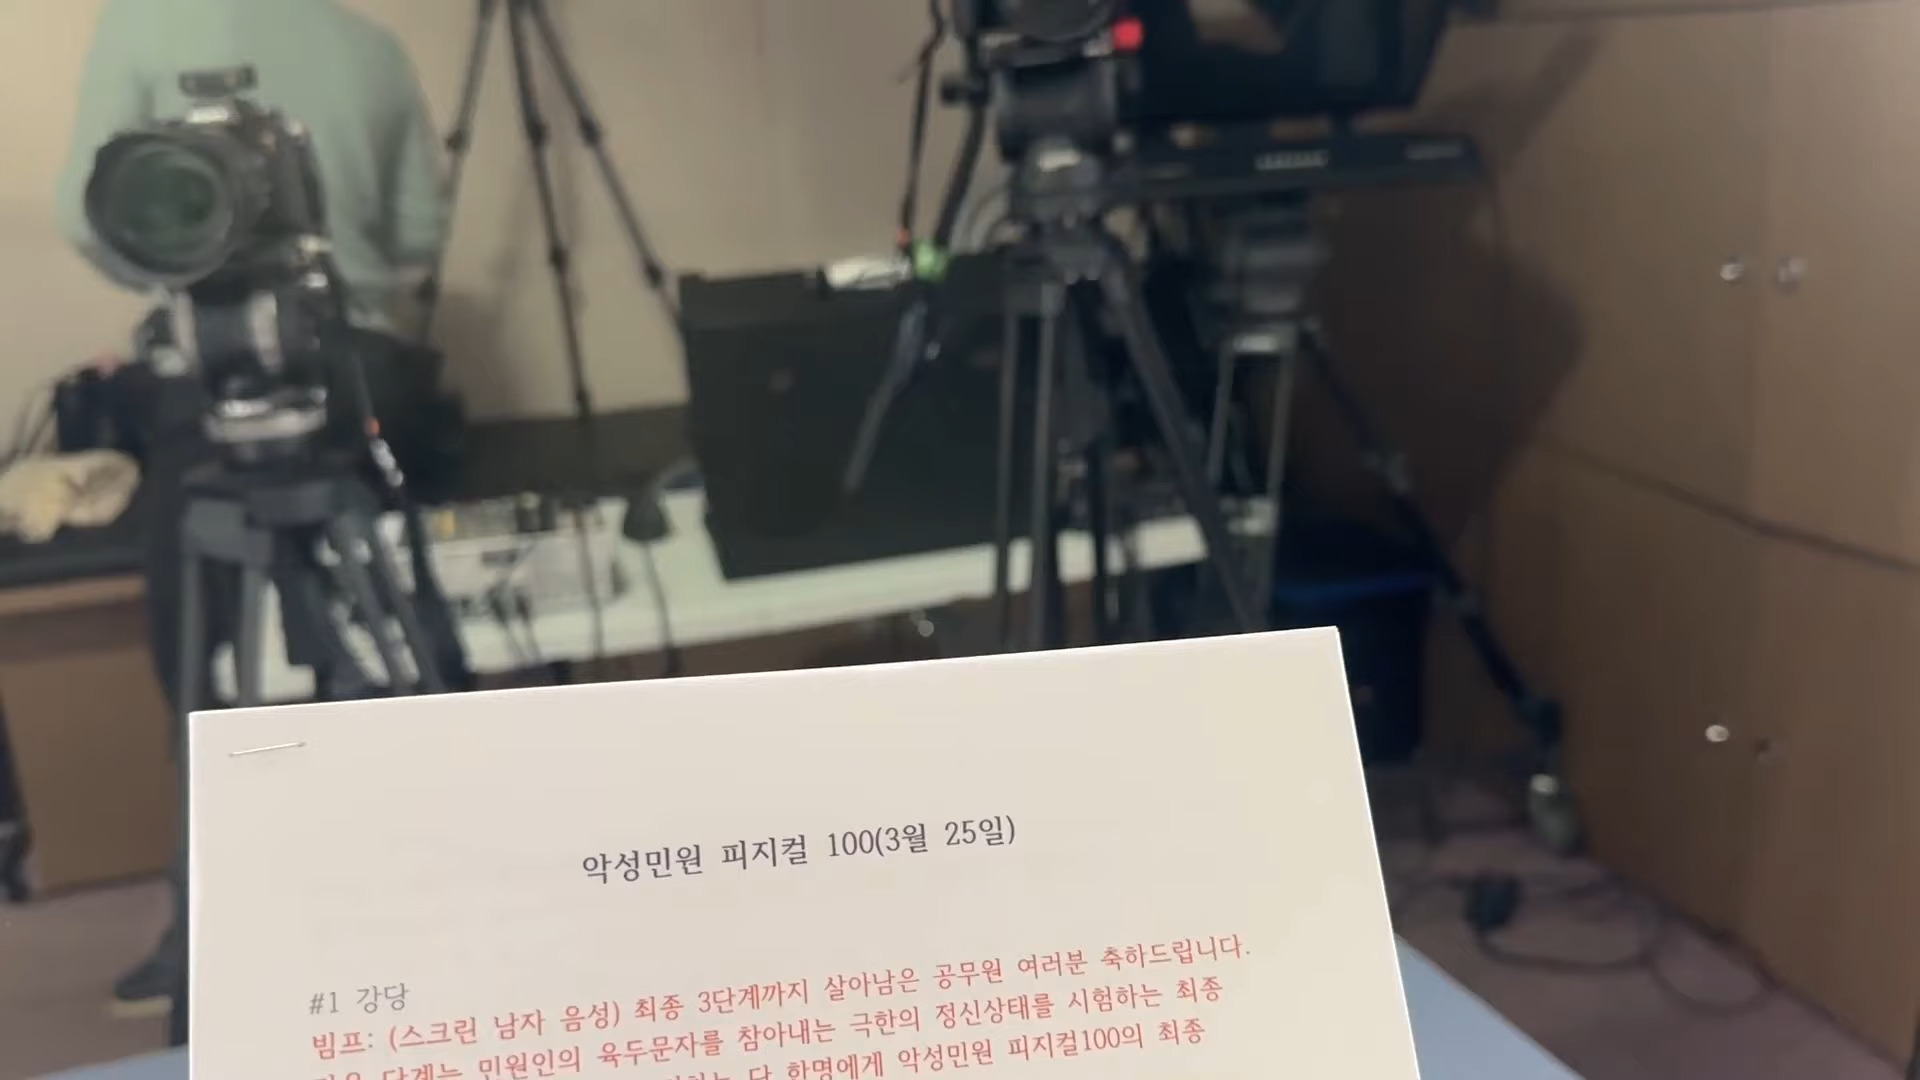 악성민원 피지컬 100(3월 25일)
#1 강당
빔프: (스크린 남자 음성) 최종 3단계까지 살아남은 공무원 여러분 축하드립니다.
단계는 민원인의 육두문자를 참아내는 극한의 정신상태를 시험하는 최종
단 한명에게 악성민원 피지컬100의 최종